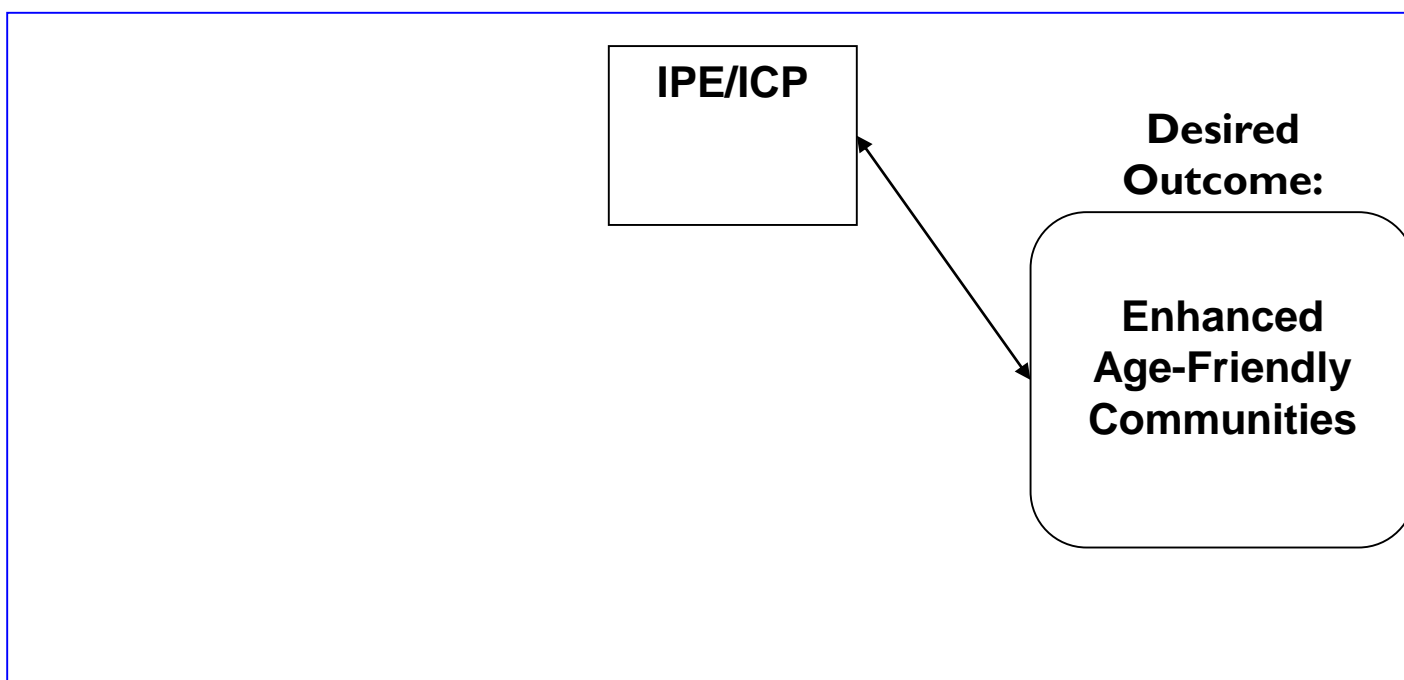 IPE/ICP
Desired
Outcome:
Enhanced
Age-Friendly
Communities